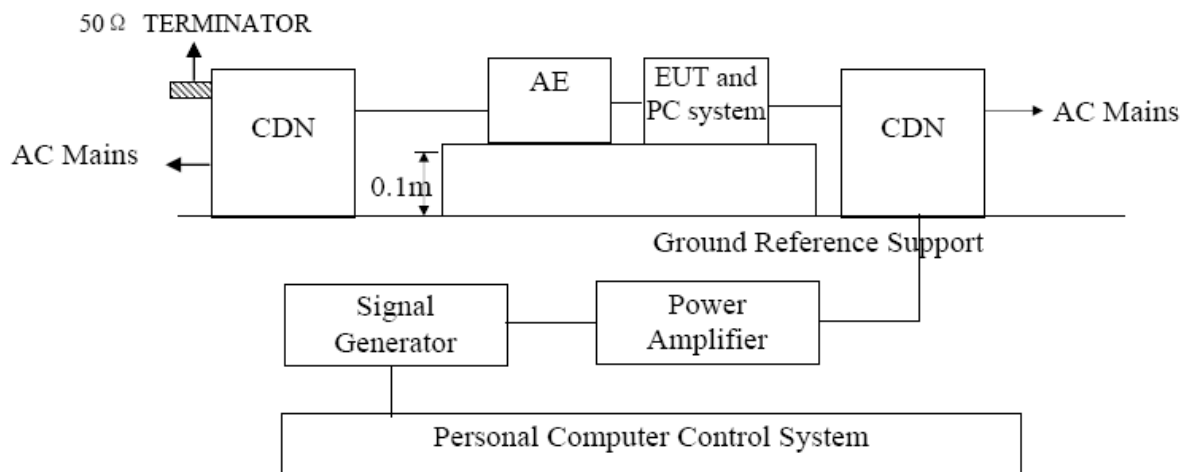 50Ω TERMINATOR
AE
EUT and
PC system
CDN
CDN
AC Mains
AC Mains
0.1m
Ground Reference Support
Signal
Generator
Power
Amplifier
Personal Computer Control System